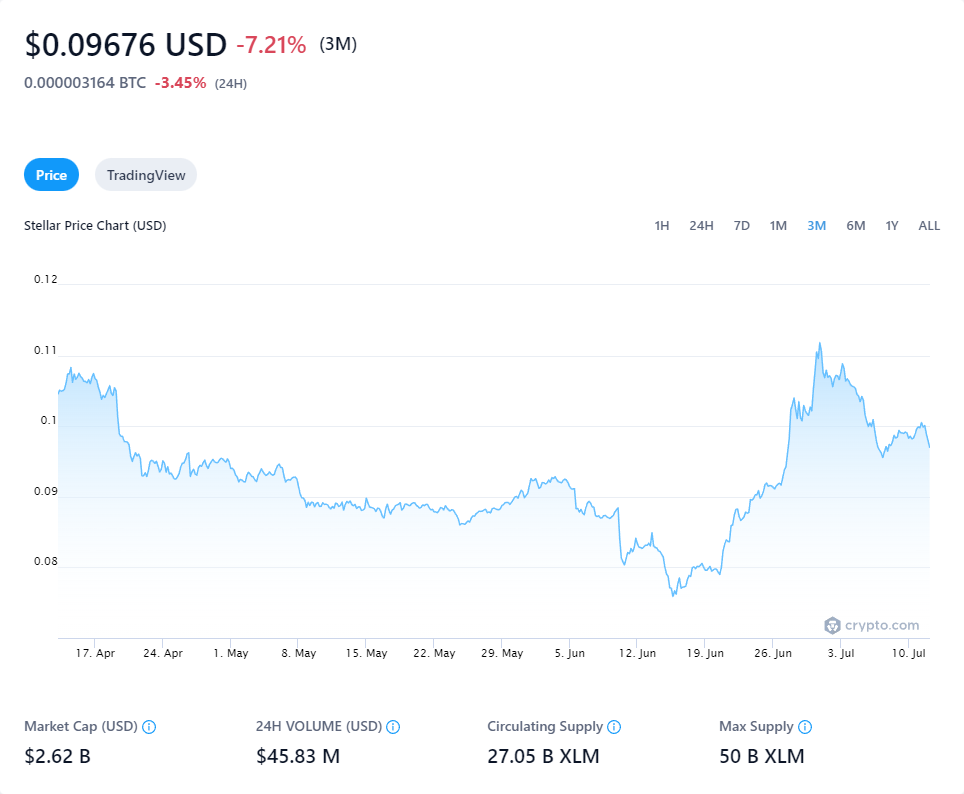 $0.09676 USD -7.21% (3M)
0.000003164 BTC -3.45% (24H)
Price TradingView
Stellar Price Chart (USD) 1H 24H 7D 1M 3M 6M 1Y ALL
0.12
0.11
0.1
0.09
0.08
crypto.com
17. Apr 24. Apr 1. May 8. May 15. May 22. May 29. May 5. Jun 12. Jun 19. Jun 26. Jun 3. Jul 10. Jul
Market Cap (USD) 24H VOLUME (USD) Circulating Supply Max Supply
$2.62 B $45.83 M 27.05 B XLM 50 B XLM